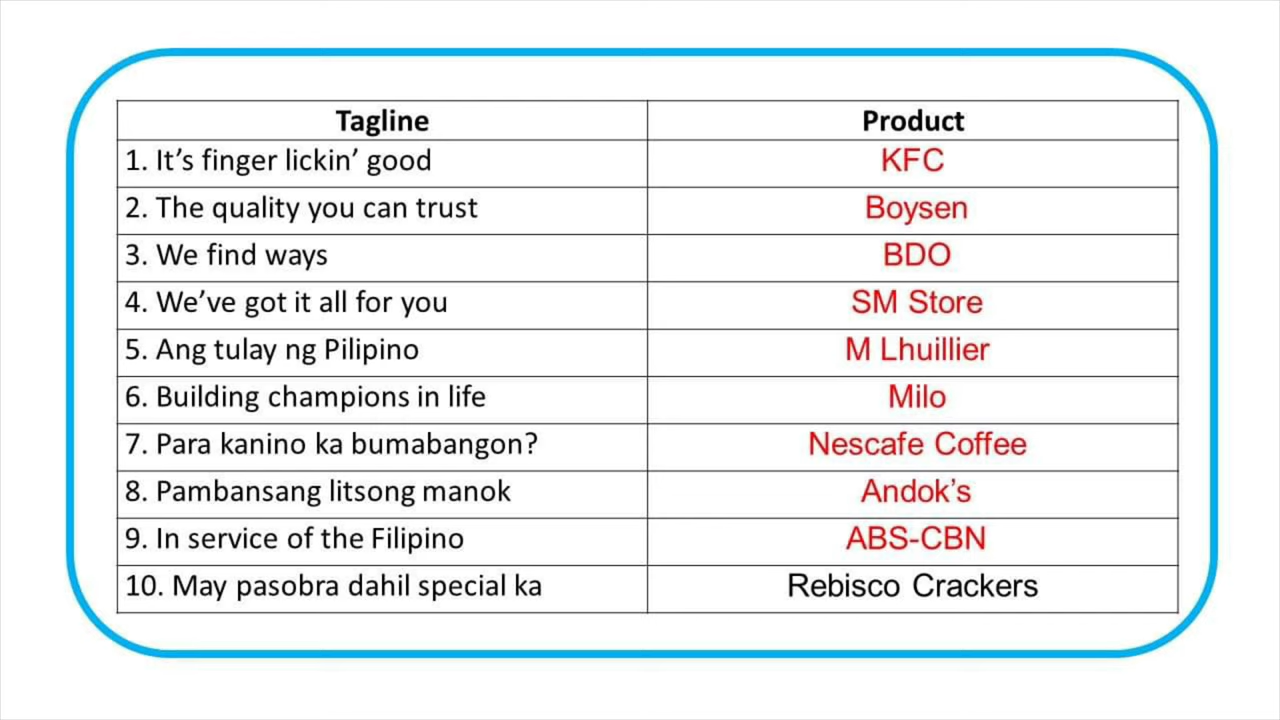 Tagline Product
1. It’s finger lickin’ good KFC
2. The quality you can trust Boysen
3. We find ways BDO
4. We’ve got it all for you SM Store
5. Ang tulay ng Pilipino M Lhuillier
6. Building champions in life Milo
7. Para kanino ka bumabangon? Nescafe Coffee
8. Pambansang litsong manok Andok’s
9. In service of the Filipino ABS-CBN
10. May pasobra dahil special ka Rebisco Crackers